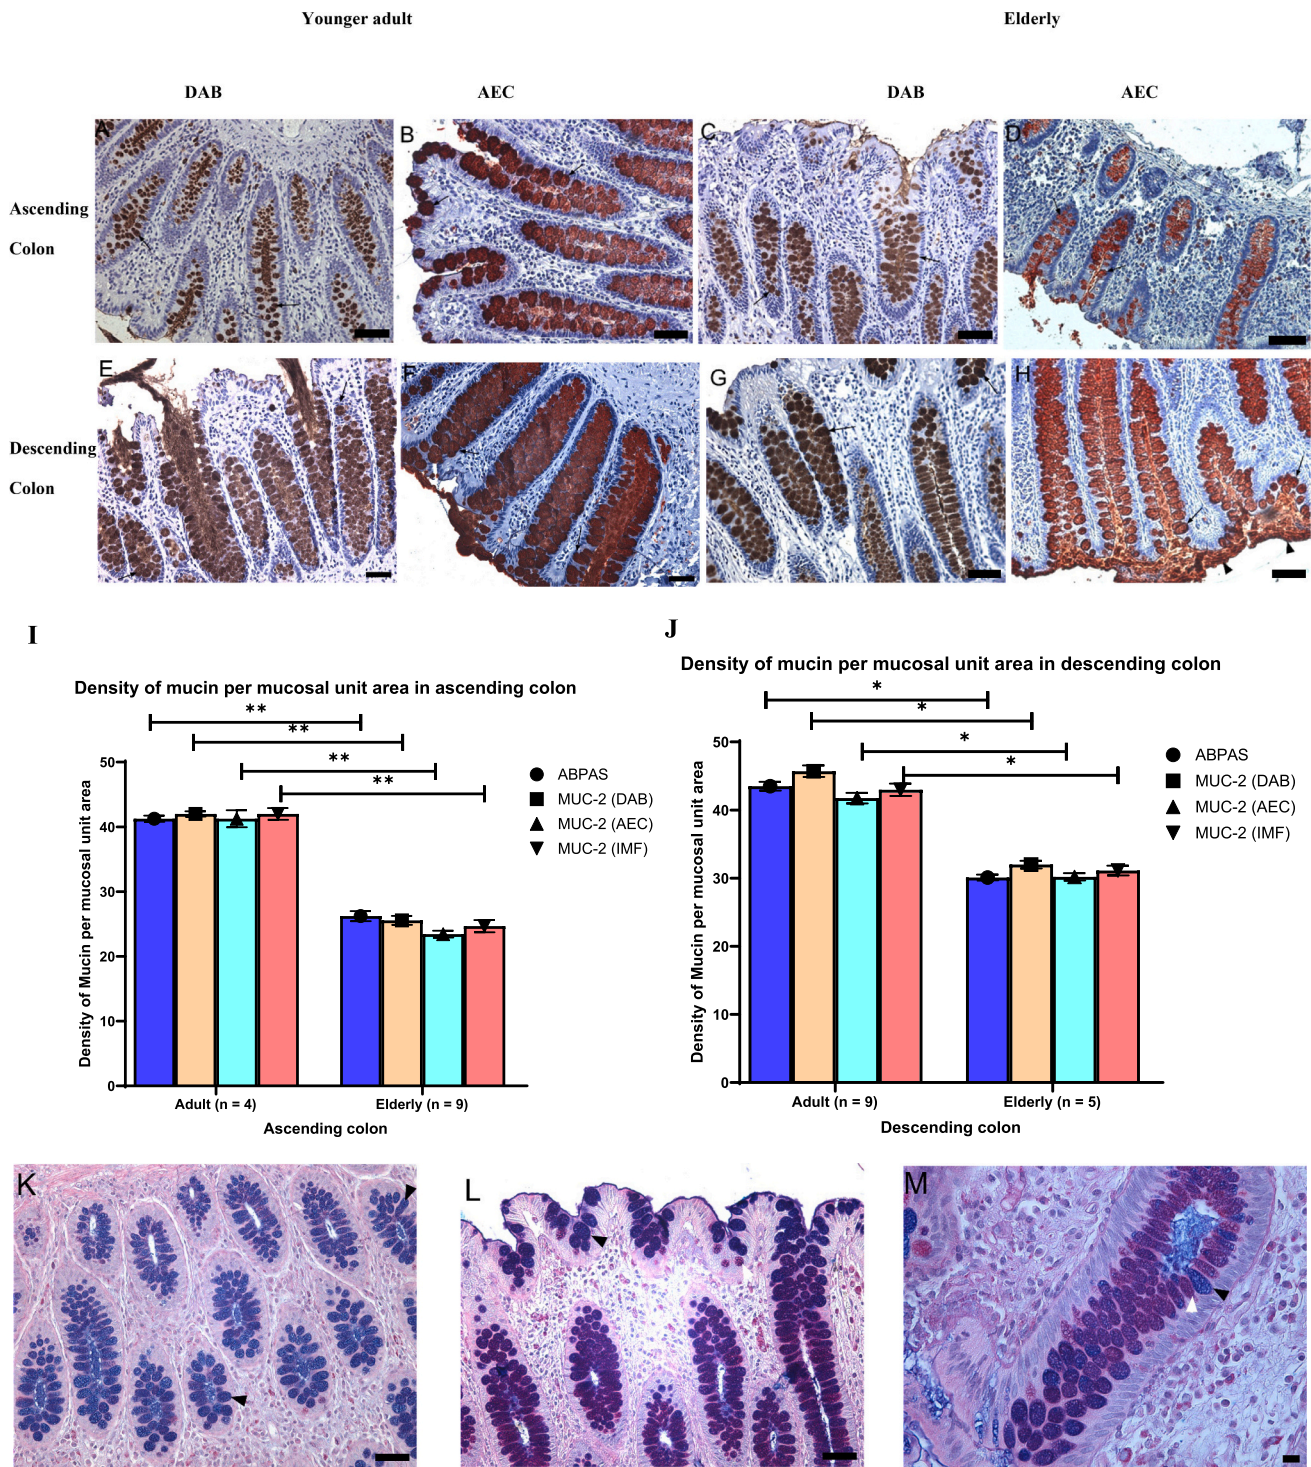 Younger adult
Elderly
DAB
AEC
DAB
AEC
Ascending
Colon
A
B
C
D
Descending
Colon
E
F
G
H
I
Density of mucin per mucosal unit area in ascending colon
**
**
**
**
Density of Mucin per mucosal unit area
50
40
30
20
10
0
ABPAS
MUC-2 (DAB)
MUC-2 (AEC)
MUC-2 (IMF)
Adult (n = 4)
Elderly (n = 9)
Ascending colon
J
Density of mucin per mucosal unit area in descending colon
*
*
*
*
Density of Mucin per mucosal unit area
50
40
30
20
10
0
ABPAS
MUC-2 (DAB)
MUC-2 (AEC)
MUC-2 (IMF)
Adult (n = 9)
Elderly (n = 5)
Descending colon
K
L
M